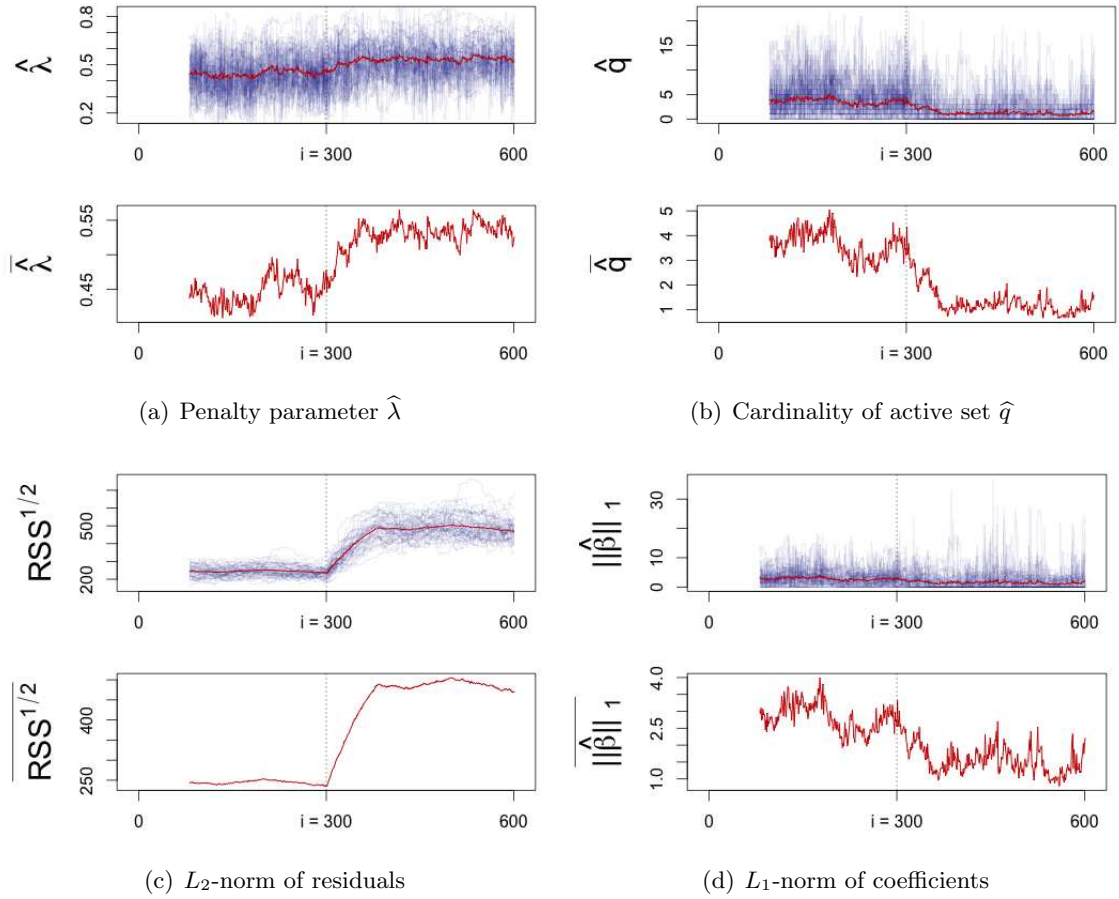 λ̂
0.2 0.5 0.8
0 i = 300 600
λ̂̅
0.45 0.55
0 i = 300 600
(a) Penalty parameter λ̂
q̂
0 5 15
0 i = 300 600
q̂̅
1 2 3 4 5
0 i = 300 600
(b) Cardinality of active set q̂
RSS^{1/2}
200 500
0 i = 300 600
\overline{RSS^{1/2}}
250 400
0 i = 300 600
(c) L₂-norm of residuals
||β̂||₁
0 10 30
0 i = 300 600
\overline{||β̂||₁}
1.0 2.5 4.0
0 i = 300 600
(d) L₁-norm of coefficients